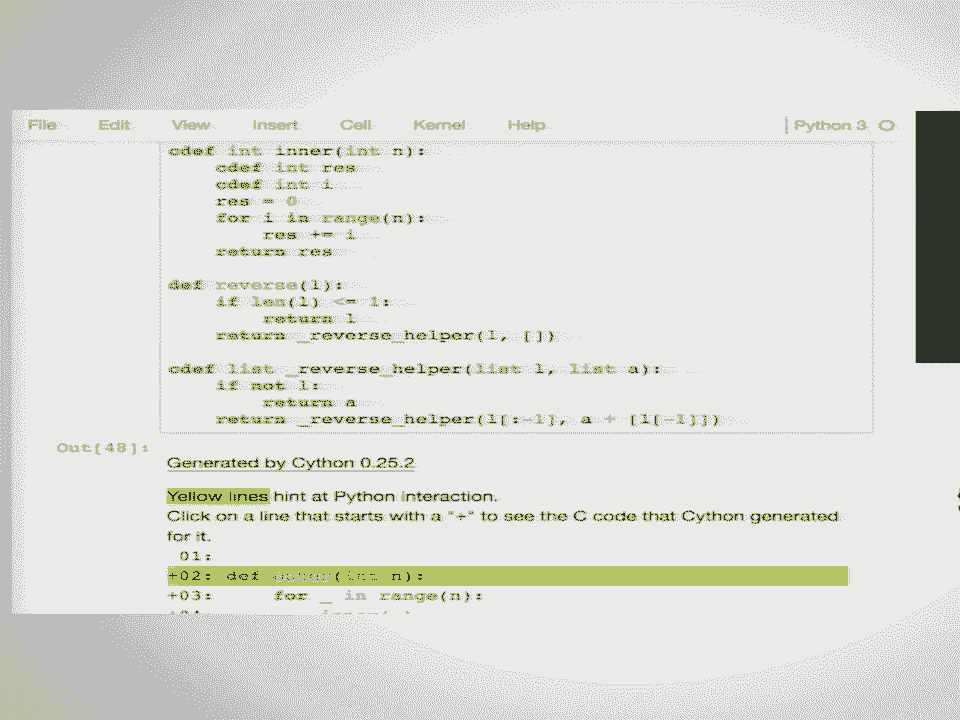 File Edit View Insert Cell Kernel Help | Python 3 O
cdef int inner(int n):
    cdef int res
    cdef int i
    res = 0
    for i in range(n):
        res += i
    return res
def reverse(l):
    if len(l) <= 1:
        return l
    return _reverse_helper(l, [])
cdef list _reverse_helper(list l, list a):
    if not l:
        return a
    return _reverse_helper(l[:-1], a + [l[-1]])
Out[48]:
Generated by Cython 0.25.2
Yellow lines hint at Python interaction.
Click on a line that starts with a "+" to see the C code that Cython generated
for it.
01:
+02: def outer(int n):
+03:     for _ in range(n):